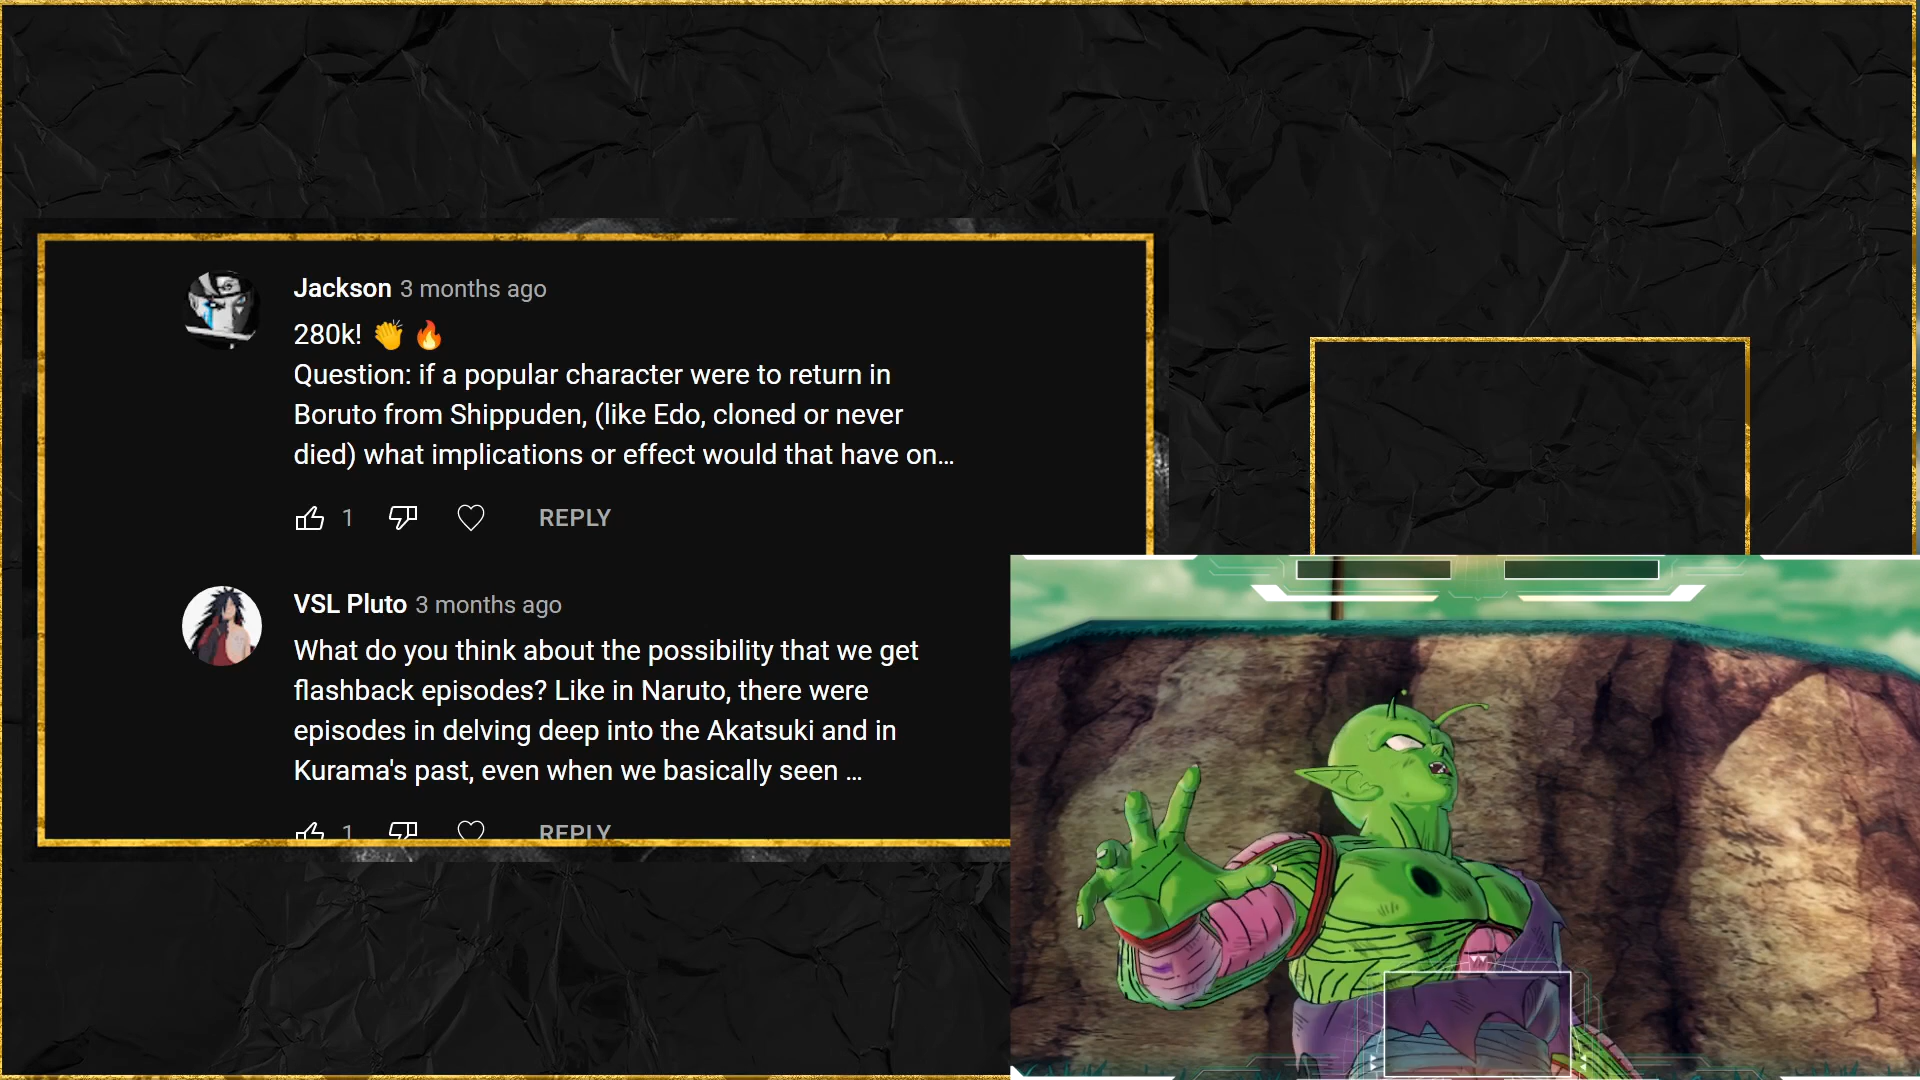 Jackson 3 months ago
280k! 👏 🔥
Question: if a popular character were to return in
Boruto from Shippuden, (like Edo, cloned or never
died) what implications or effect would that have on...
1 REPLY
VSL Pluto 3 months ago
What do you think about the possibility that we get
flashback episodes? Like in Naruto, there were
episodes in delving deep into the Akatsuki and in
Kurama's past, even when we basically seen ...
1 REPLY